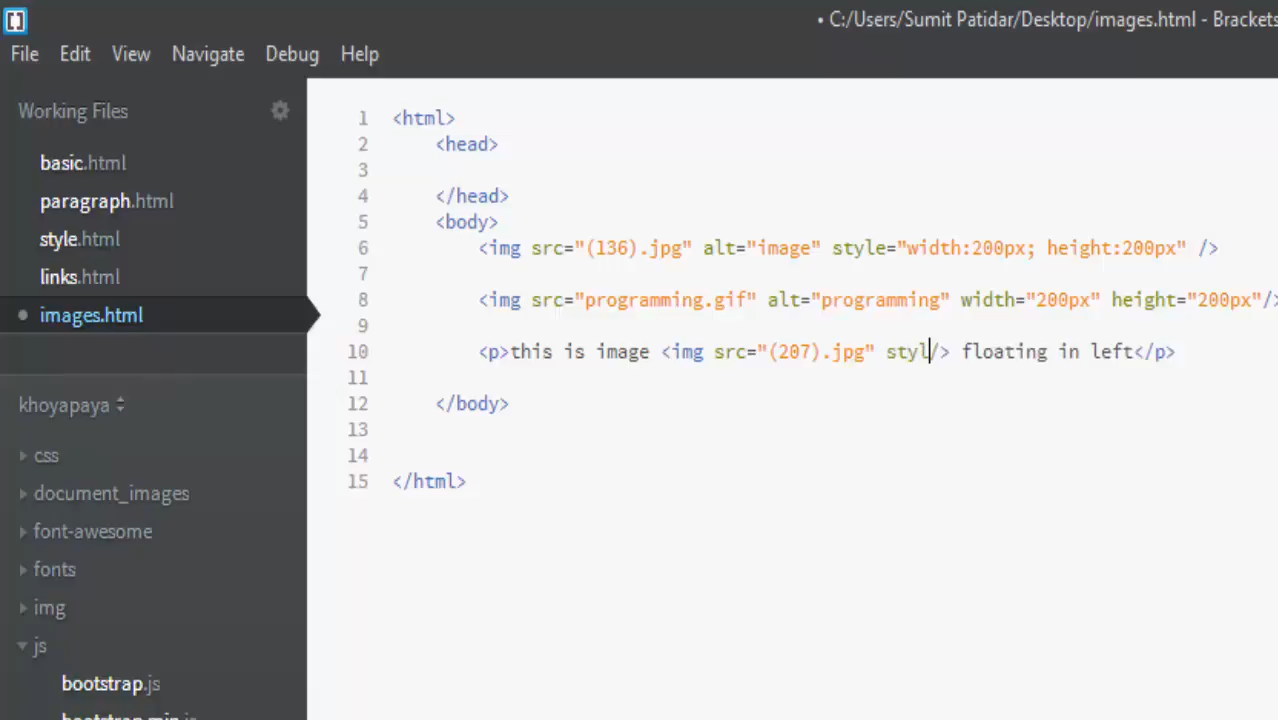 • C:/Users/Sumit Patidar/Desktop/images.html - Brackets
File Edit View Navigate Debug Help
Working Files
basic.html
paragraph.html
style.html
links.html
images.html
khoyapaya
css
document_images
font-awesome
fonts
img
js
bootstrap.js
bootstrap.min.js
1 <html>
2 <head>
3
4 </head>
5 <body>
6 <img src="(136).jpg" alt="image" style="width:200px; height:200px" />
7
8 <img src="programming.gif" alt="programming" width="200px" height="200px"/>
9
10 <p>this is image <img src="(207).jpg" styl/> floating in left</p>
11
12 </body>
13
14
15 </html>